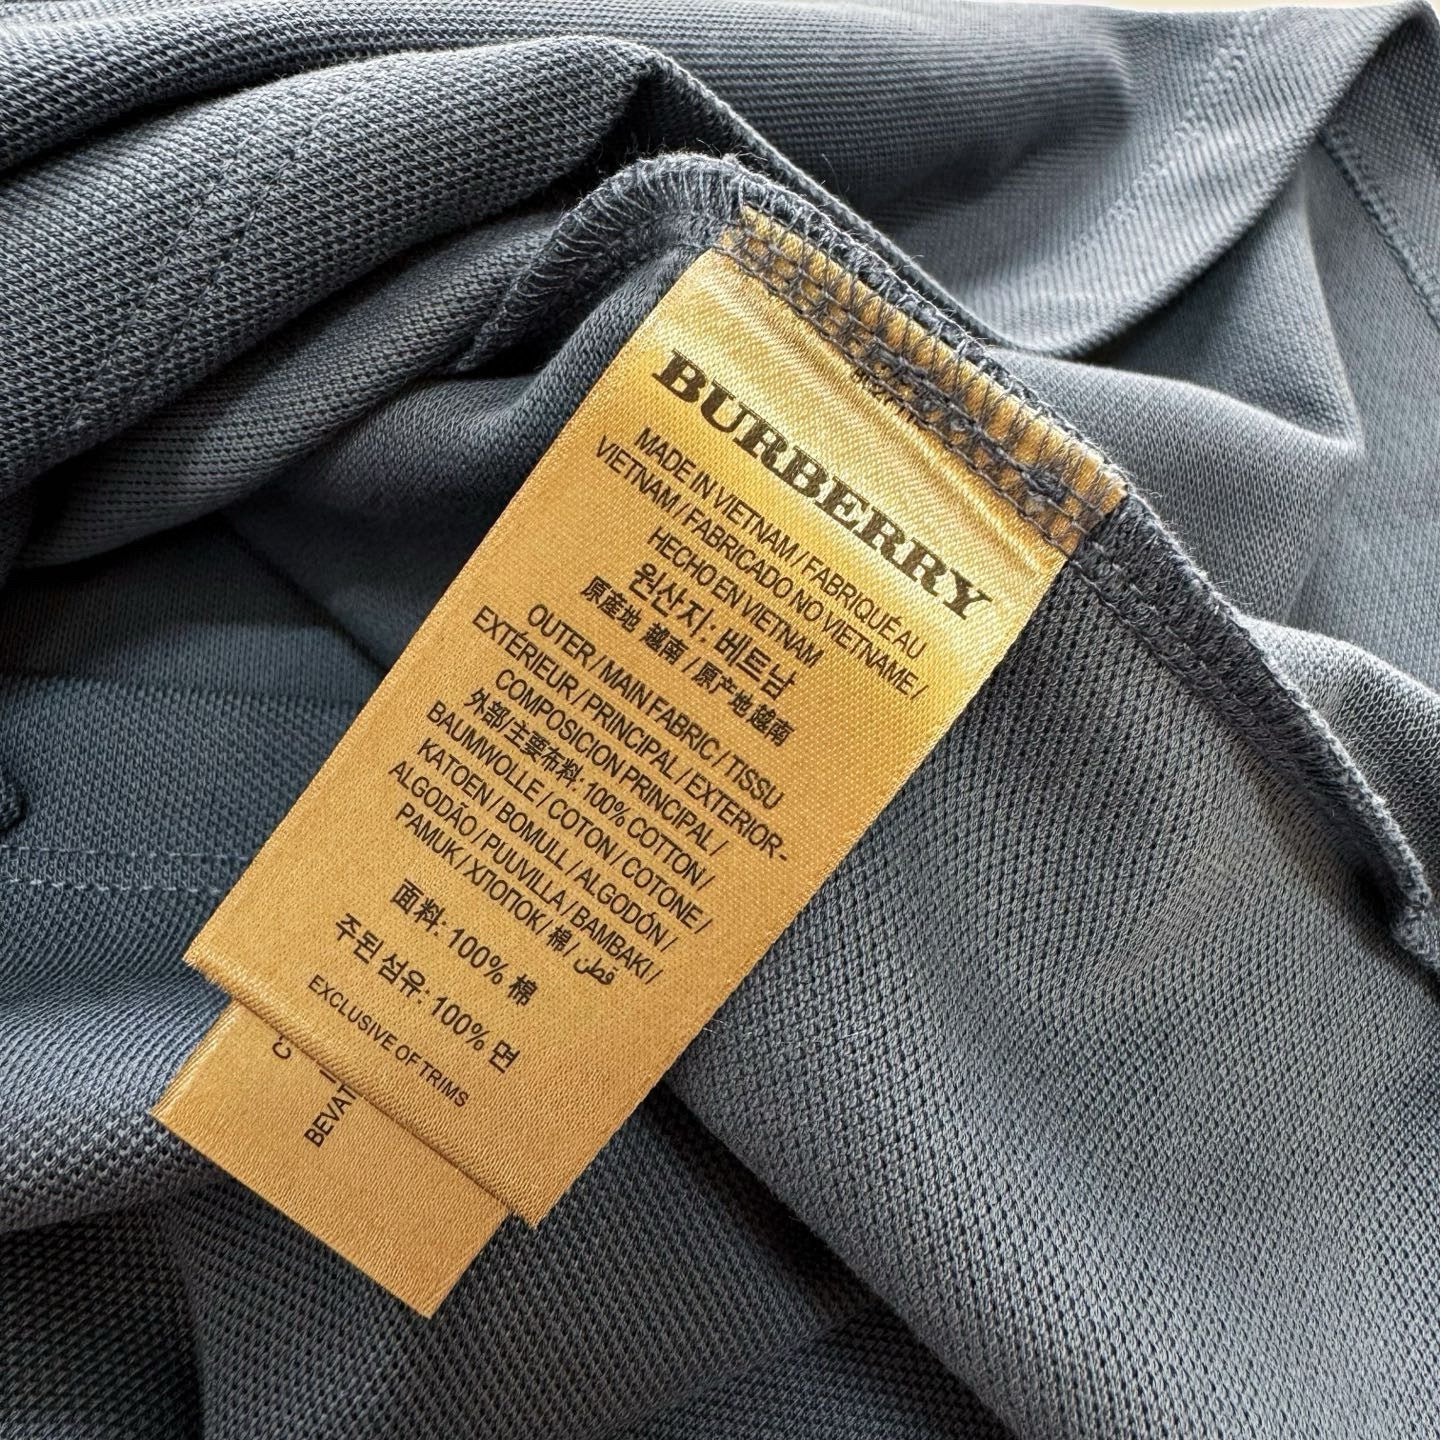 BURBERRY
MADE IN VIETNAM / FABRIQUÉ AU
VIETNAM / FABRICADO NO VIETNAME /
HECHO EN VIETNAM
원산지: 베트남
原產地 越南 / 原产地 越南
OUTER / MAIN FABRIC / TISSU
EXTÉRIEUR / PRINCIPAL / EXTERIOR-
COMPOSICION PRINCIPAL /
外部/主要布料: 100% COTTON /
BAUMWOLLE / COTON / COTONE /
KATOEN / BOMULL / ALGODÓN /
ALGODÃO / PUUVILLA / BAMBAKI /
PAMUK / ХЛОПОК / 棉 / قطن
面料: 100% 棉
주된 섬유: 100% 면
EXCLUSIVE OF TRIMS
BEVAT